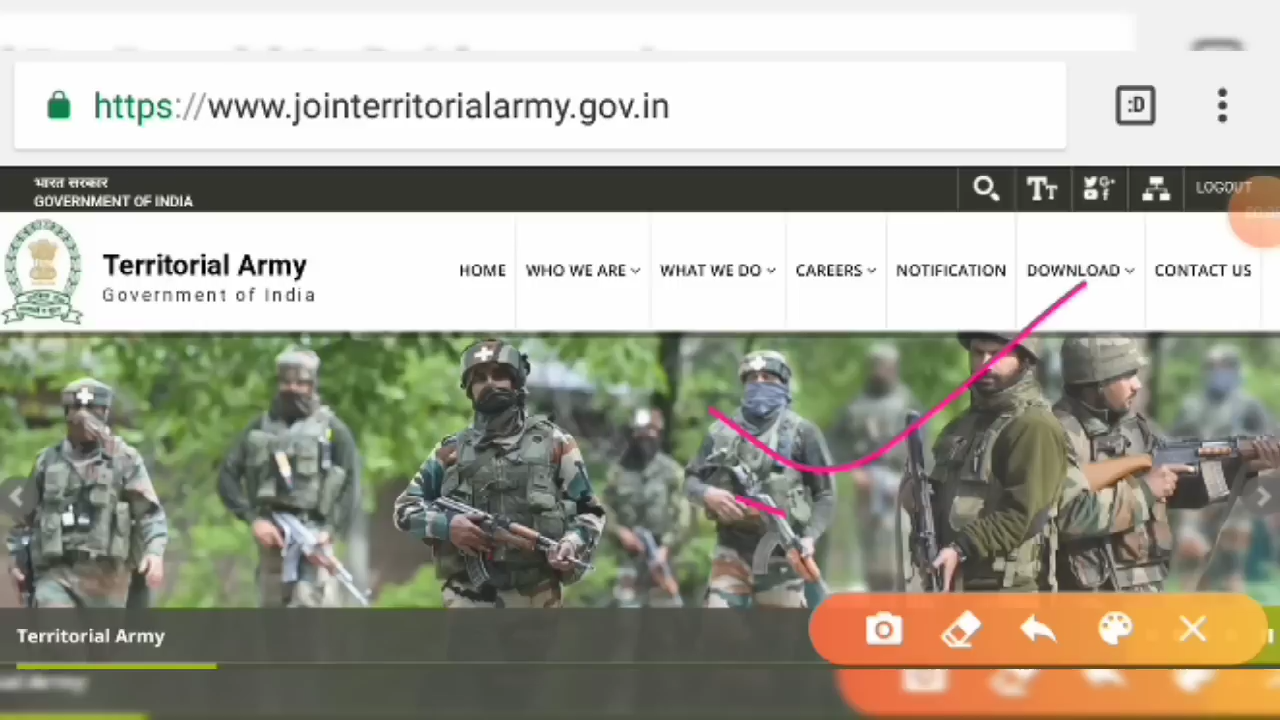 https://www.jointerritorialarmy.gov.in
:D
भारत सरकार
GOVERNMENT OF INDIA
TT
LOGOUT
Territorial Army
Government of India
HOME
WHO WE ARE
WHAT WE DO
CAREERS
NOTIFICATION
DOWNLOAD
CONTACT US
Territorial Army